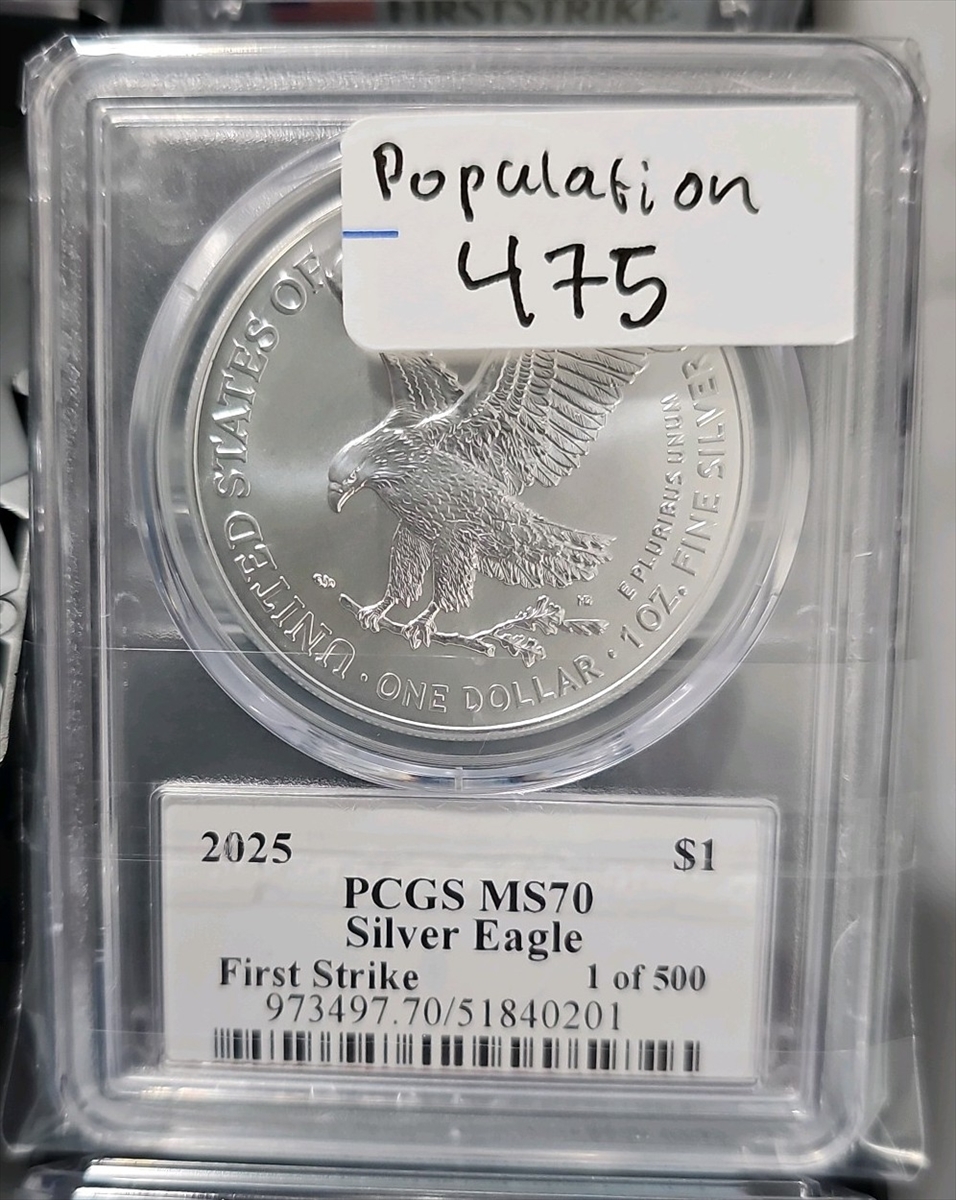 FIRSTSTRIKE
Population
475
UNITED STATES OF
E PLURIBUS UNUM
· ONE DOLLAR · 1 OZ. FINE SILVER
2025 $1
PCGS MS70
Silver Eagle
First Strike 1 of 500
973497.70/51840201